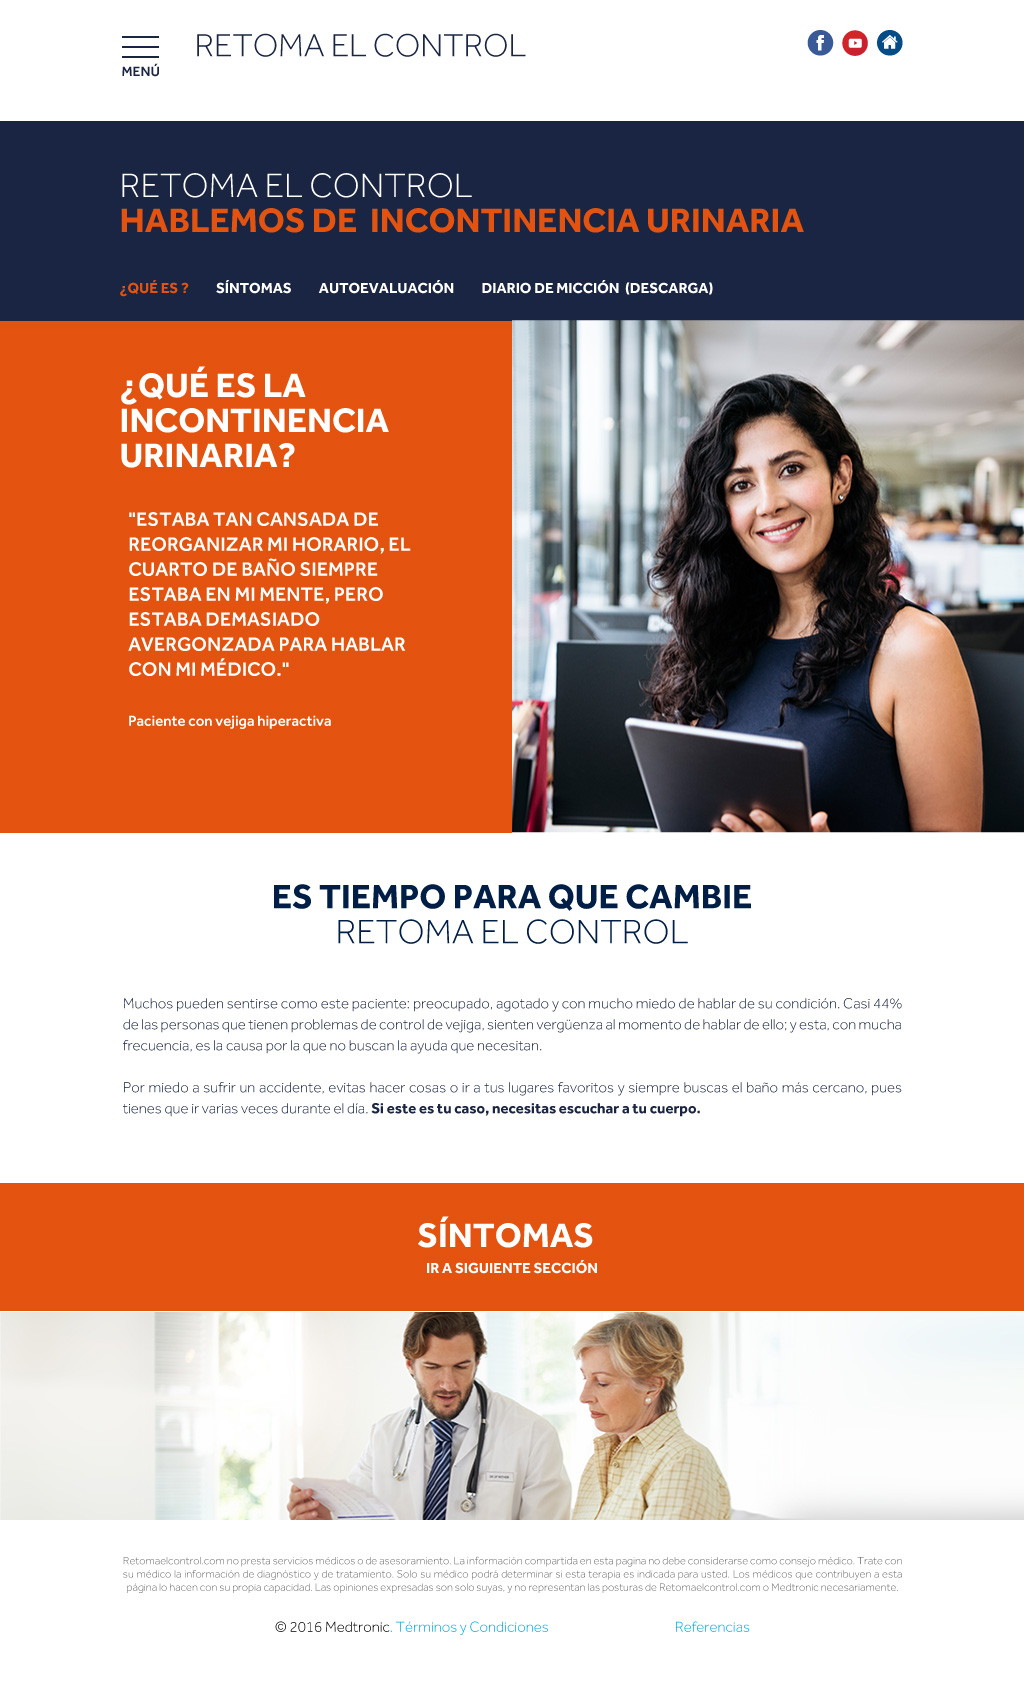 RETOMA EL CONTROL
MENÚ
RETOMA EL CONTROL
HABLEMOS DE INCONTINENCIA URINARIA
¿QUÉ ES ? SÍNTOMAS AUTOEVALUACIÓN DIARIO DE MICCIÓN (DESCARGA)
¿QUÉ ES LA
INCONTINENCIA
URINARIA?
"ESTABA TAN CANSADA DE
REORGANIZAR MI HORARIO, EL
CUARTO DE BAÑO SIEMPRE
ESTABA EN MI MENTE, PERO
ESTABA DEMASIADO
AVERGONZADA PARA HABLAR
CON MI MÉDICO."
Paciente con vejiga hiperactiva
ES TIEMPO PARA QUE CAMBIE
RETOMA EL CONTROL
Muchos pueden sentirse como este paciente: preocupado, agotado y con mucho miedo de hablar de su condición. Casi 44%
de las personas que tienen problemas de control de vejiga, sienten vergüenza al momento de hablar de ello; y esta, con mucha
frecuencia, es la causa por la que no buscan la ayuda que necesitan.
Por miedo a sufrir un accidente, evitas hacer cosas o ir a tus lugares favoritos y siempre buscas el baño más cercano, pues
tienes que ir varias veces durante el día. Si este es tu caso, necesitas escuchar a tu cuerpo.
SÍNTOMAS
IR A SIGUIENTE SECCIÓN
Retomaelcontrol.com no presta servicios médicos o de asesoramiento. La información compartida en esta pagina no debe considerarse como consejo médico. Trate con
su médico la información de diagnóstico y de tratamiento. Solo su médico podrá determinar si esta terapia es indicada para usted. Los médicos que contribuyen a esta
página lo hacen con su propia capacidad. Las opiniones expresadas son solo suyas, y no representan las posturas de Retomaelcontrol.com o Medtronic necesariamente.
© 2016 Medtronic. Términos y Condiciones Referencias